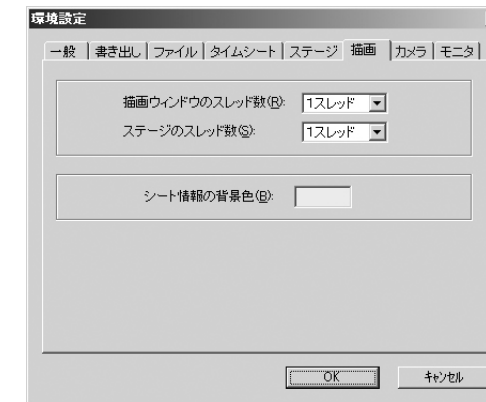 環境設定
一般 書き出し ファイル タイムシート ステージ 描画 カメラ モニタ
描画ウィンドウのスレッド数(R): 1スレッド
ステージのスレッド数(S): 1スレッド
シート情報の背景色(B):
OK キャンセル